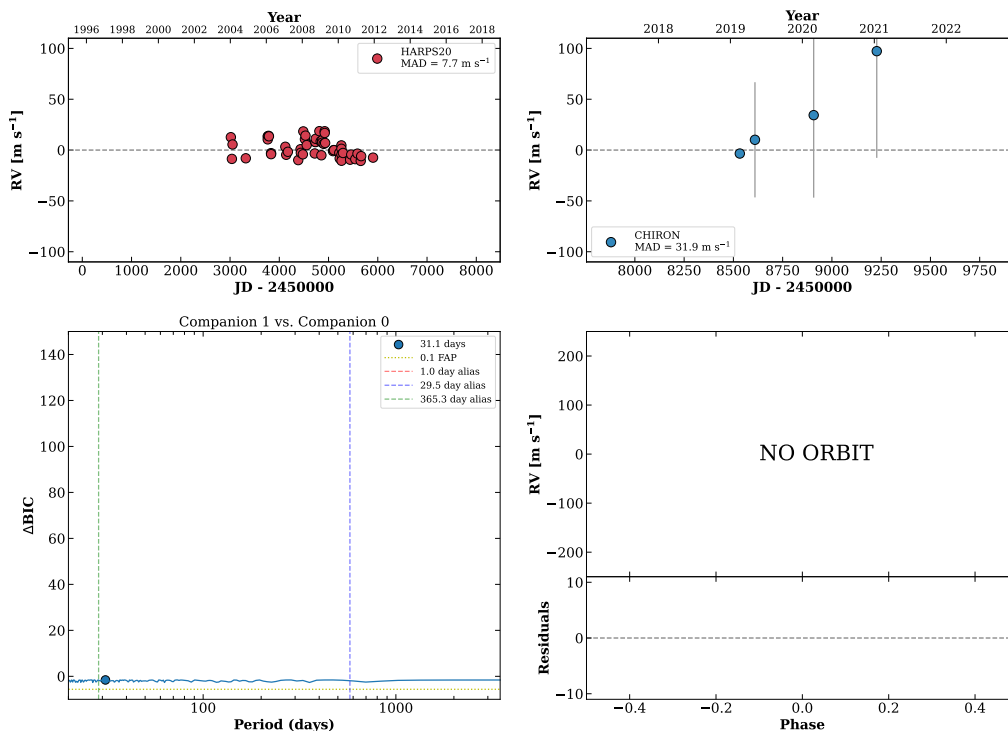 Year
1996 1998 2000 2002 2004 2006 2008 2010 2012 2014 2016 2018
HARPS20
MAD = 7.7 m s⁻¹
RV [m s⁻¹]
100
50
0
−50
−100
0 1000 2000 3000 4000 5000 6000 7000 8000
JD - 2450000
Year
2018 2019 2020 2021 2022
RV [m s⁻¹]
100
50
0
−50
−100
CHIRON
MAD = 31.9 m s⁻¹
8000 8250 8500 8750 9000 9250 9500 9750
JD - 2450000
Companion 1 vs. Companion 0
31.1 days
0.1 FAP
1.0 day alias
29.5 day alias
365.3 day alias
ΔBIC
140
120
100
80
60
40
20
0
100 1000
Period (days)
RV [m s⁻¹]
200
100
0
−100
−200
NO ORBIT
Residuals
10
0
−10
−0.4 −0.2 0.0 0.2 0.4
Phase